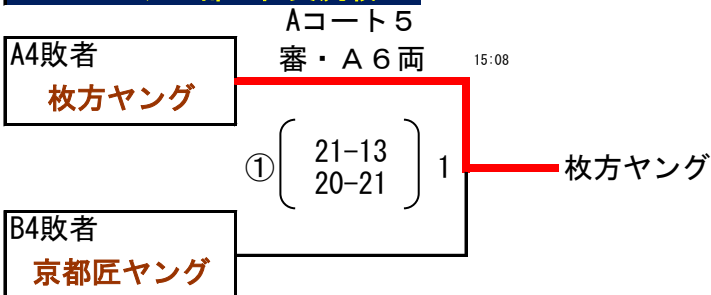 Aコート５
A4敗者
審・Ａ６両
15:08
枚方ヤング
① 21-13 1
20-21
枚方ヤング
B4敗者
京都匠ヤング